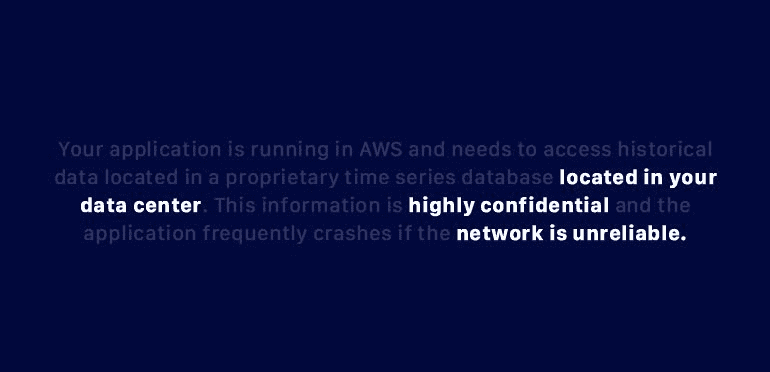 Your application is running in AWS and needs to access historical
data located in a proprietary time series database located in your
data center. This information is highly confidential and the
application frequently crashes if the network is unreliable.